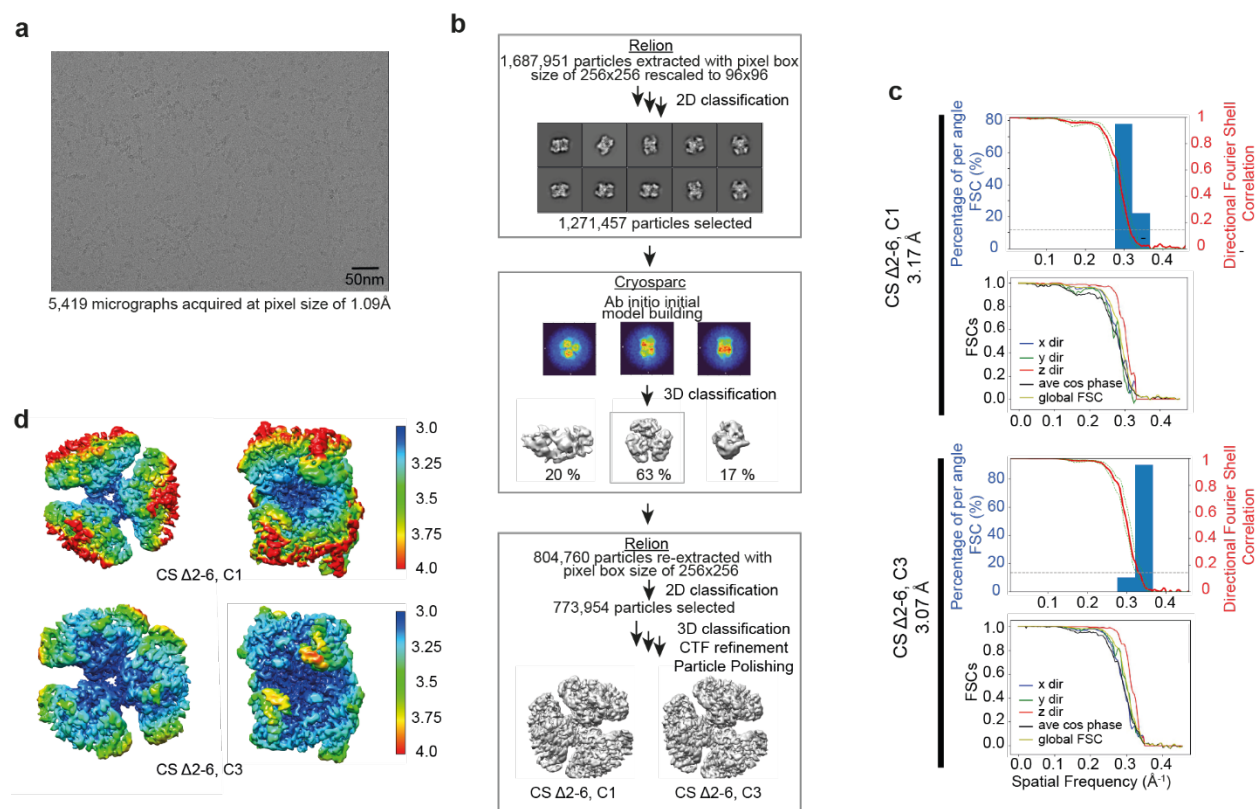 a
50nm
5,419 micrographs acquired at pixel size of 1.09Å
b
Relion
1,687,951 particles extracted with pixel box
size of 256x256 rescaled to 96x96
2D classification
1,271,457 particles selected
Cryosparc
Ab initio initial
model building
3D classification
20 %
63 %
17 %
Relion
804,760 particles re-extracted with
pixel box size of 256x256
2D classification
773,954 particles selected
3D classification
CTF refinement
Particle Polishing
CS Δ2-6, C1
CS Δ2-6, C3
c
CS Δ2-6, C1
3.17 Å
Percentage of per angle
FSC (%)
80
60
40
20
0
1
0.8
0.6
0.4
0.2
0
Directional Fourier Shell
Correlation
0.1
0.2
0.3
0.4
FSCs
1.0
0.8
0.6
0.4
0.2
0.0
x dir
y dir
z dir
ave cos phase
global FSC
0.0
0.1
0.2
0.3
0.4
CS Δ2-6, C3
3.07 Å
Percentage of per angle
FSC (%)
80
60
40
20
0
1
0.8
0.6
0.4
0.2
0
Directional Fourier Shell
Correlation
0.1
0.2
0.3
0.4
FSCs
1.0
0.8
0.6
0.4
0.2
0.0
x dir
y dir
z dir
ave cos phase
global FSC
0.0
0.1
0.2
0.3
0.4
Spatial Frequency (Å⁻¹)
d
3.0
3.25
3.5
3.75
4.0
CS Δ2-6, C1
3.0
3.25
3.5
3.75
4.0
CS Δ2-6, C3